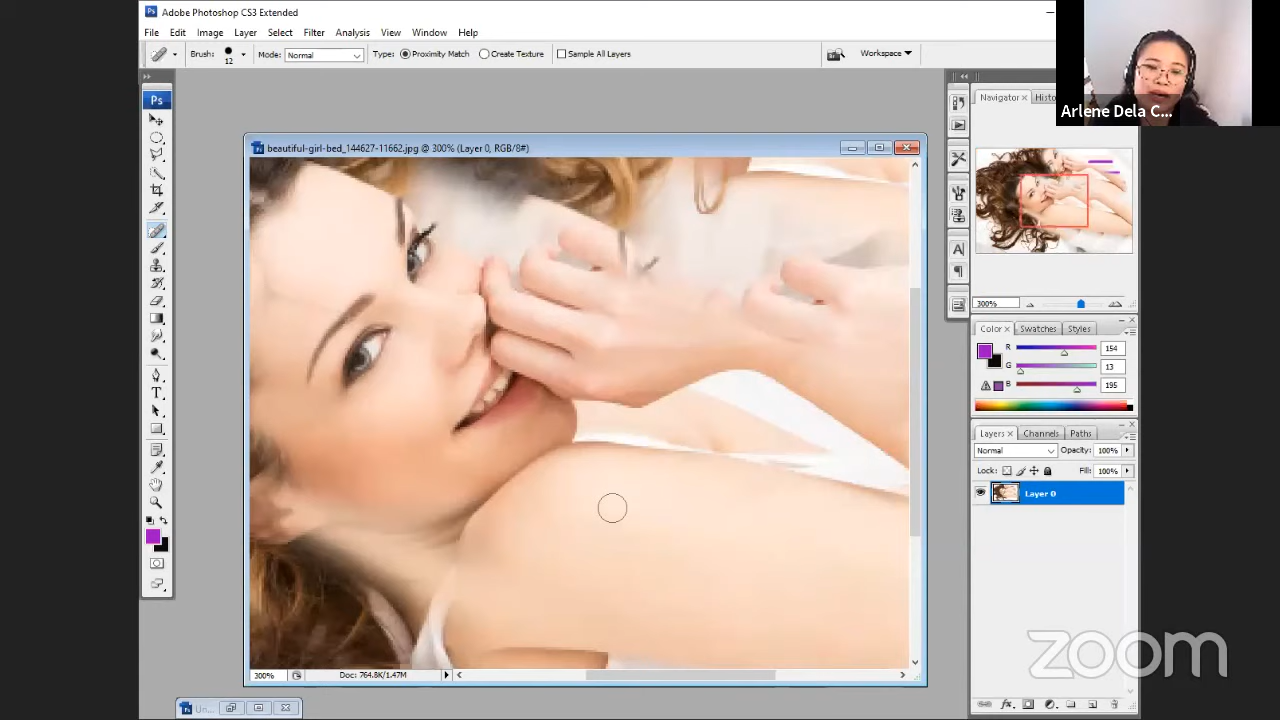 Ps Adobe Photoshop CS3 Extended
File Edit Image Layer Select Filter Analysis View Window Help
Brush: 12 Mode: Normal Type: Proximity Match Create Texture Sample All Layers Workspace
Arlene Dela C...
Ps
beautiful-girl-bed_144627-11662.jpg @ 300% (Layer 0, RGB/8#)
Navigator Histo
300%
Color Swatches Styles
R 154
G 13
B 195
Layers Channels Paths
Normal Opacity: 100%
Lock: Fill: 100%
Layer 0
T
A
300% Doc: 764.8K/1.47M
Un...
fx
zoom